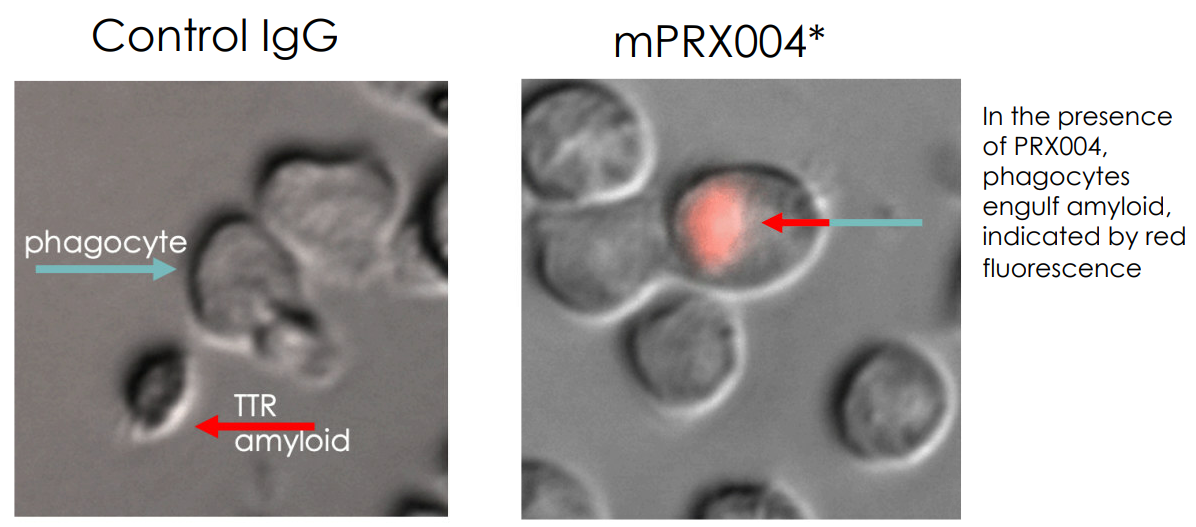 Control IgG
mPRX004*
phagocyte
TTR
amyloid
In the presence
of PRX004,
phagocytes
engulf amyloid,
indicated by red
fluorescence